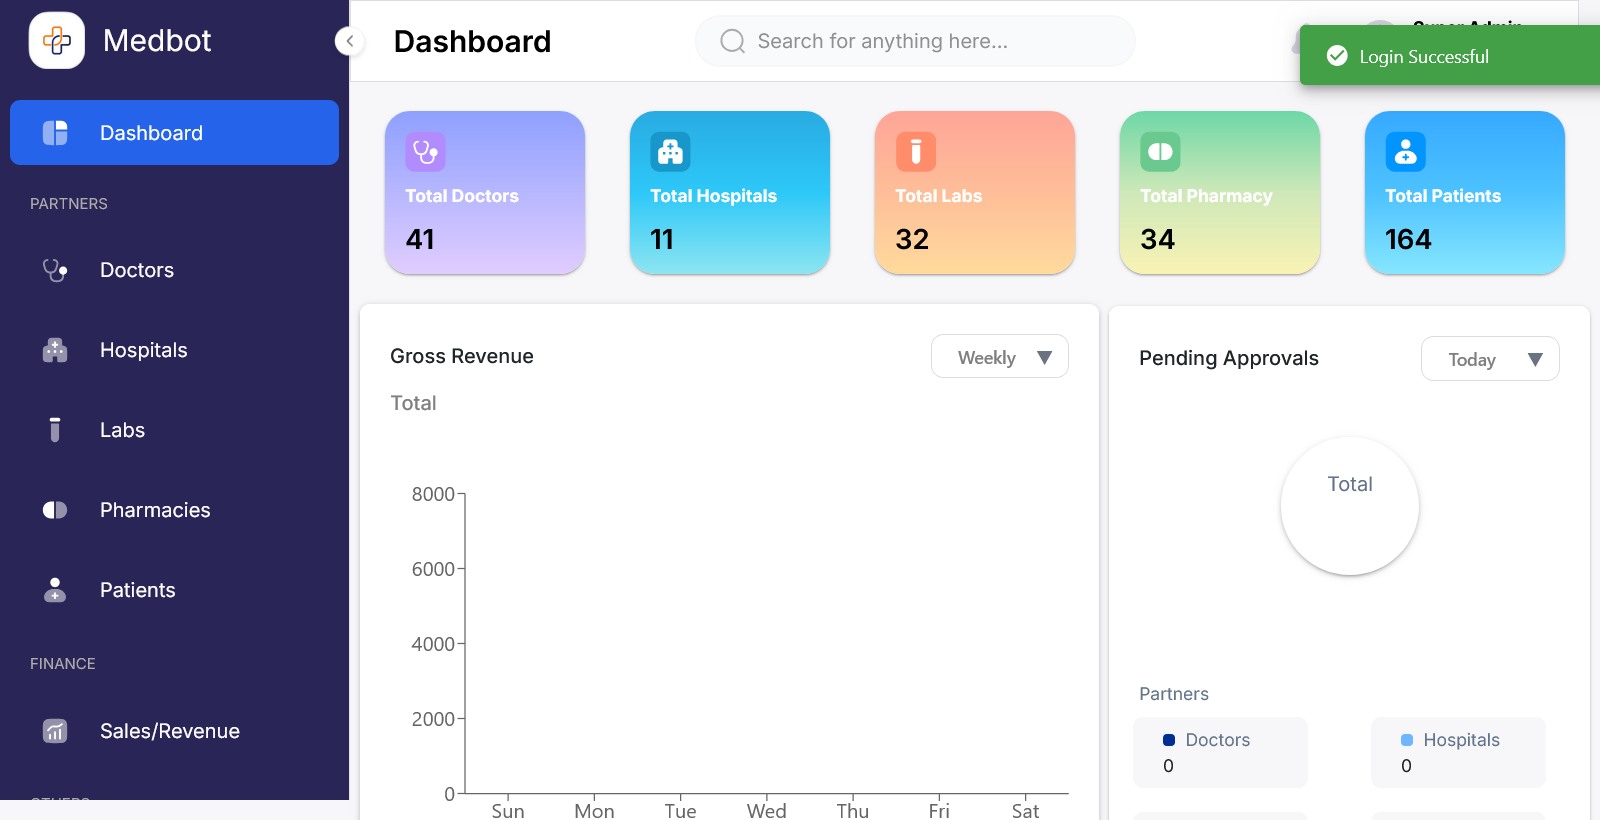 Medbot
Dashboard
Search for anything here...
Super Admin
Login Successful
Dashboard
PARTNERS
Doctors
Hospitals
Labs
Pharmacies
Patients
FINANCE
Sales/Revenue
OTHERS
Total Doctors
41
Total Hospitals
11
Total Labs
32
Total Pharmacy
34
Total Patients
164
Gross Revenue
Weekly
Total
8000
6000
4000
2000
0
Sun Mon Tue Wed Thu Fri Sat
Pending Approvals
Today
Total
Partners
Doctors
0
Hospitals
0